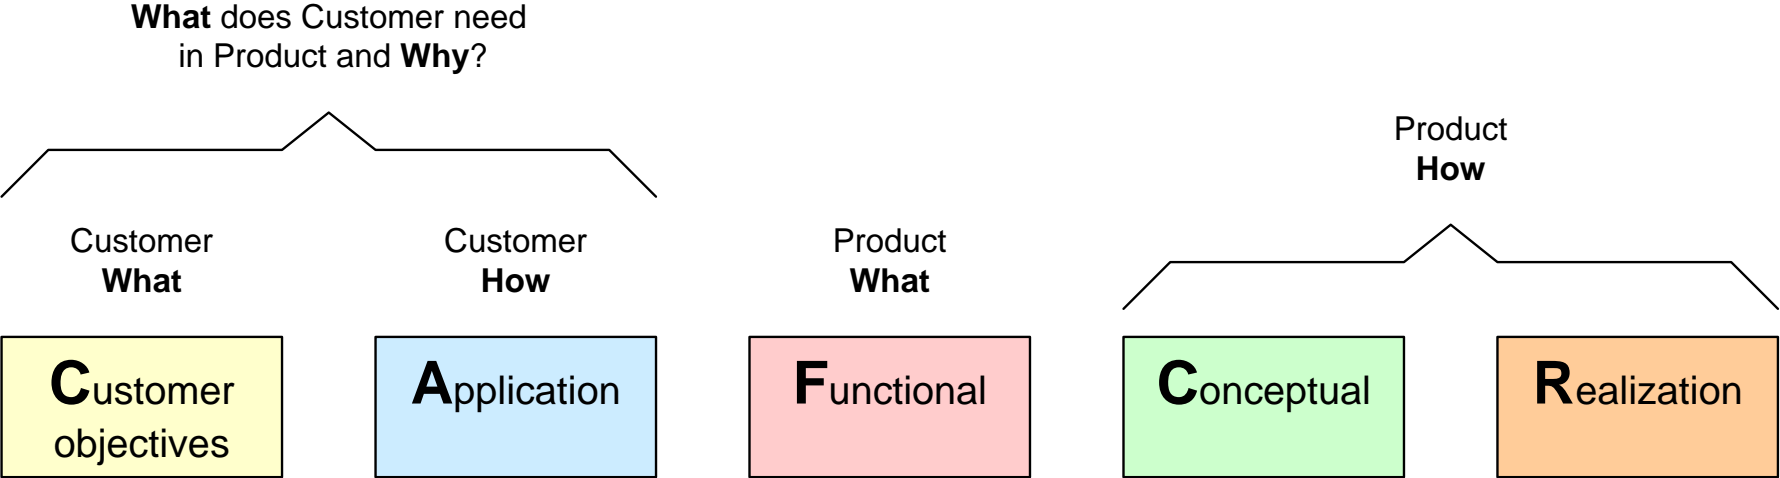 What does Customer need
in Product and Why?
Product
How
Customer
What
Customer
How
Product
What
Customer
objectives
Application
Functional
Conceptual
Realization